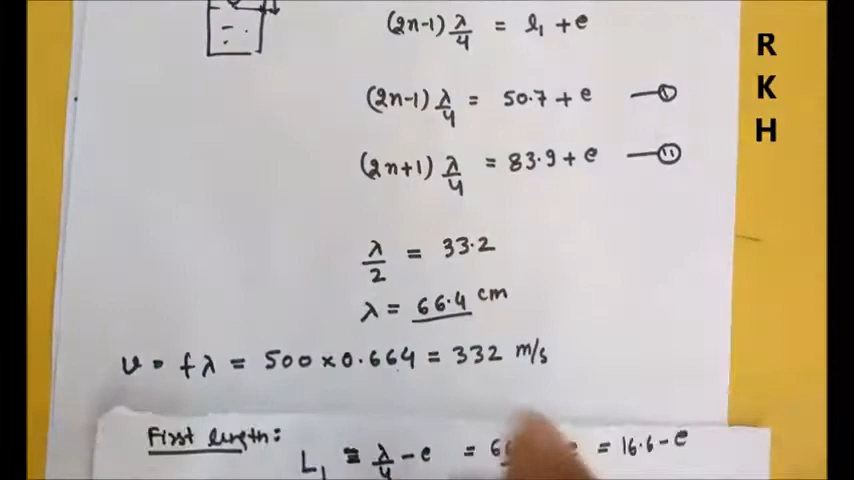 (2n-1) λ/4 = l₁ + e
(2n-1) λ/4 = 50.7 + e —①
(2n+1) λ/4 = 83.9 + e —⑪
λ/2 = 33.2
λ = 66.4 cm
v = fλ = 500 × 0.664 = 332 m/s
First length:
L₁ = λ/4 - e = = 16.6 - e
R
K
H